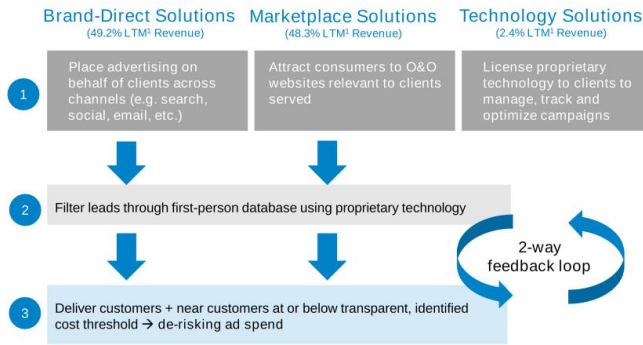 Brand-Direct Solutions
(49.2% LTM¹ Revenue)
Marketplace Solutions
(48.3% LTM¹ Revenue)
Technology Solutions
(2.4% LTM¹ Revenue)
1
Place advertising on
behalf of clients across
channels (e.g. search,
social, email, etc.)
Attract consumers to O&O
websites relevant to clients
served
License proprietary
technology to clients to
manage, track and
optimize campaigns
2
Filter leads through first-person database using proprietary technology
2-way
feedback loop
3
Deliver customers + near customers at or below transparent, identified
cost threshold → de-risking ad spend